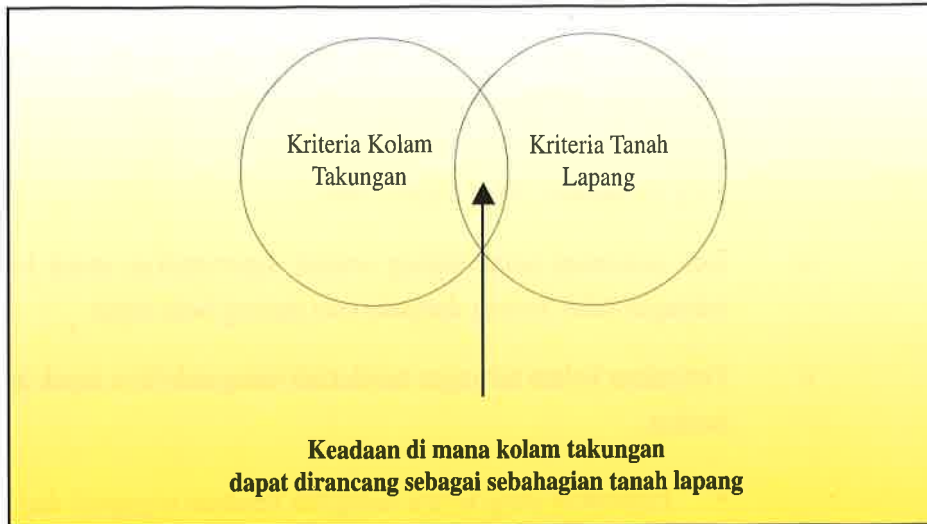 Kriteria Kolam
Takungan
Kriteria Tanah
Lapang
Keadaan di mana kolam takungan
dapat dirancang sebagai sebahagian tanah lapang